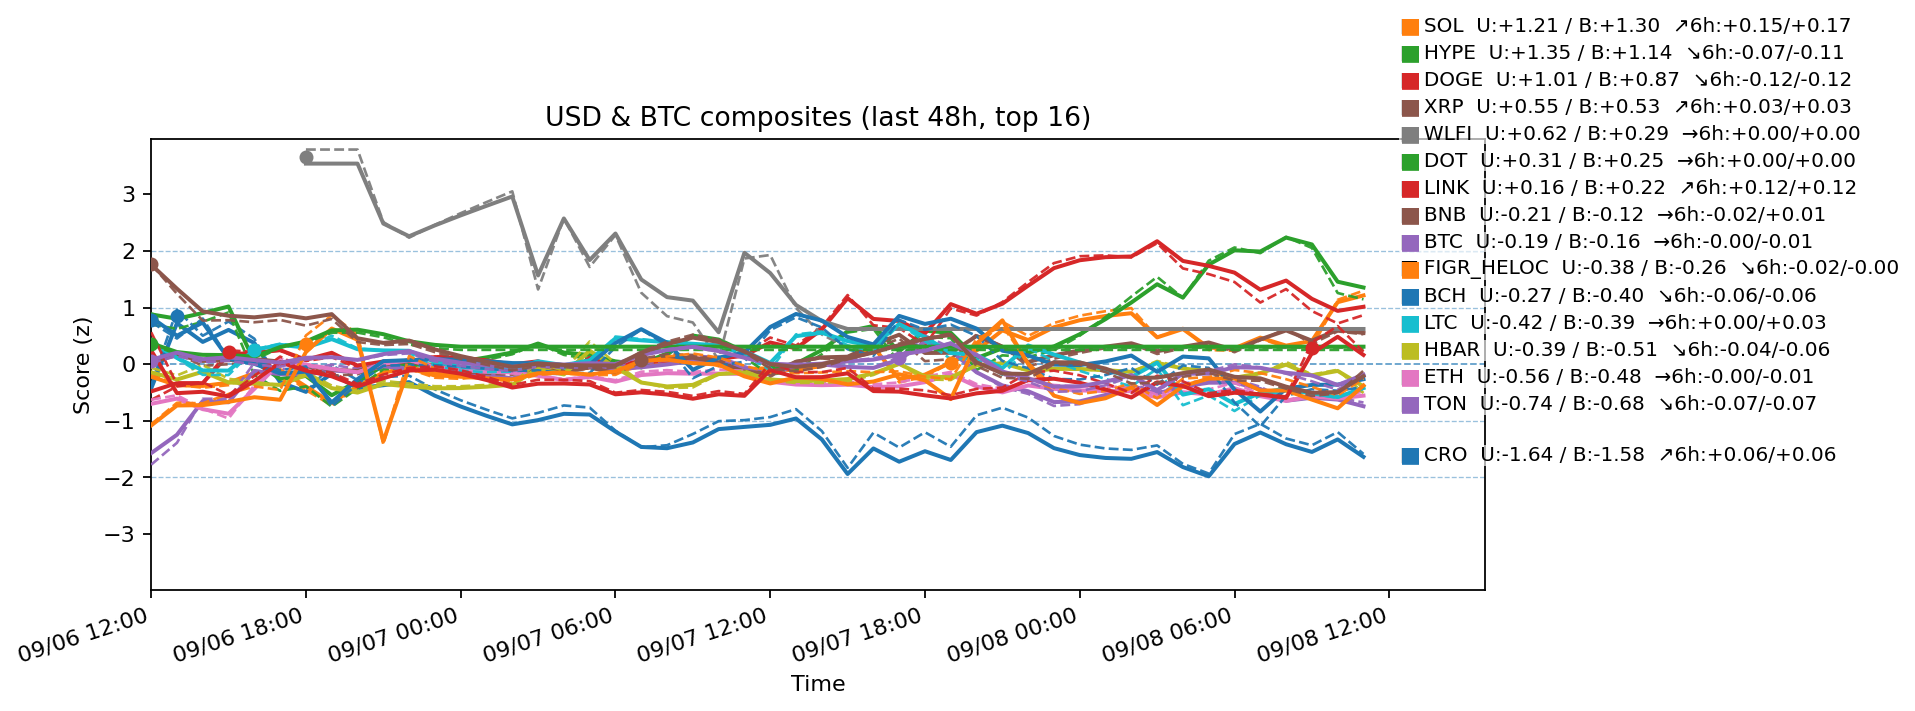 SOL  U:+1.21 / B:+1.30  ↗6h:+0.15/+0.17
HYPE  U:+1.35 / B:+1.14  ↘6h:-0.07/-0.11
DOGE  U:+1.01 / B:+0.87  ↘6h:-0.12/-0.12
XRP  U:+0.55 / B:+0.53  ↗6h:+0.03/+0.03
WLFI  U:+0.62 / B:+0.29  →6h:+0.00/+0.00
DOT  U:+0.31 / B:+0.25  →6h:+0.00/+0.00
LINK  U:+0.16 / B:+0.22  ↗6h:+0.12/+0.12
BNB  U:-0.21 / B:-0.12  →6h:-0.02/+0.01
BTC  U:-0.19 / B:-0.16  →6h:-0.00/-0.01
FIGR_HELOC  U:-0.38 / B:-0.26  ↘6h:-0.02/-0.00
BCH  U:-0.27 / B:-0.40  ↘6h:-0.06/-0.06
LTC  U:-0.42 / B:-0.39  →6h:+0.00/+0.03
HBAR  U:-0.39 / B:-0.51  ↘6h:-0.04/-0.06
ETH  U:-0.56 / B:-0.48  →6h:-0.00/-0.01
TON  U:-0.74 / B:-0.68  ↘6h:-0.07/-0.07
CRO  U:-1.64 / B:-1.58  ↗6h:+0.06/+0.06
USD & BTC composites (last 48h, top 16)
Score (z)
3
2
1
0
−1
−2
−3
09/06 12:00
09/06 18:00
09/07 00:00
09/07 06:00
09/07 12:00
09/07 18:00
09/08 00:00
09/08 06:00
09/08 12:00
Time